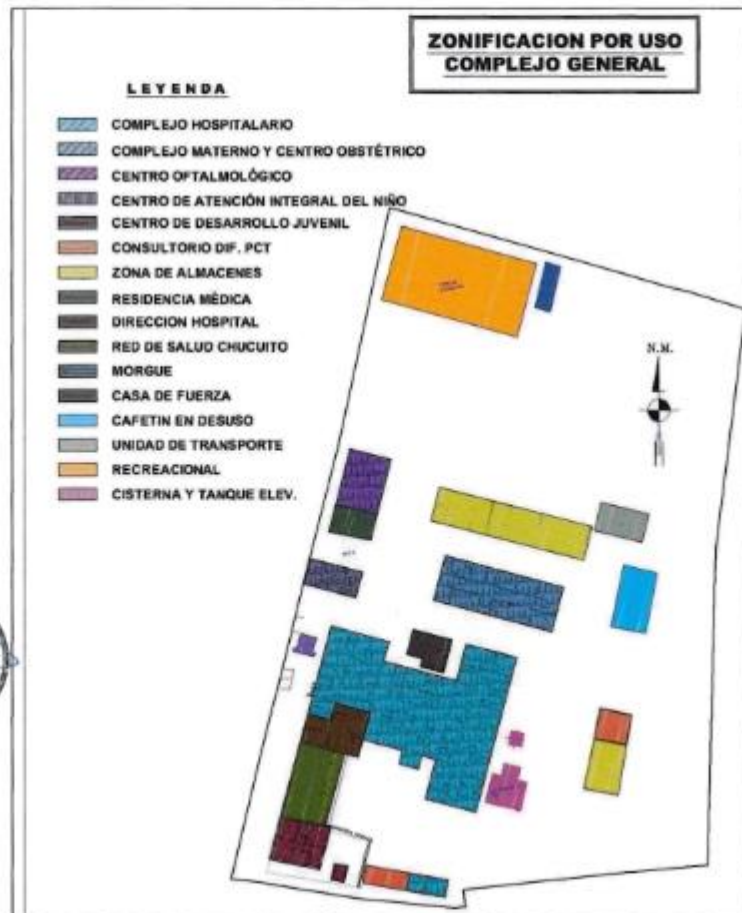 ZONIFICACION POR USO
COMPLEJO GENERAL
LEYENDA
COMPLEJO HOSPITALARIO
COMPLEJO MATERNO Y CENTRO OBSTÉTRICO
CENTRO OFTALMOLÓGICO
CENTRO DE ATENCIÓN INTEGRAL DEL NIÑO
CENTRO DE DESARROLLO JUVENIL
CONSULTORIO DIF. PCT
ZONA DE ALMACENES
RESIDENCIA MÉDICA
DIRECCION HOSPITAL
RED DE SALUD CHUCUITO
MORGUE
CASA DE FUERZA
CAFETIN EN DESUSO
UNIDAD DE TRANSPORTE
RECREACIONAL
CISTERNA Y TANQUE ELEV.
N.M.